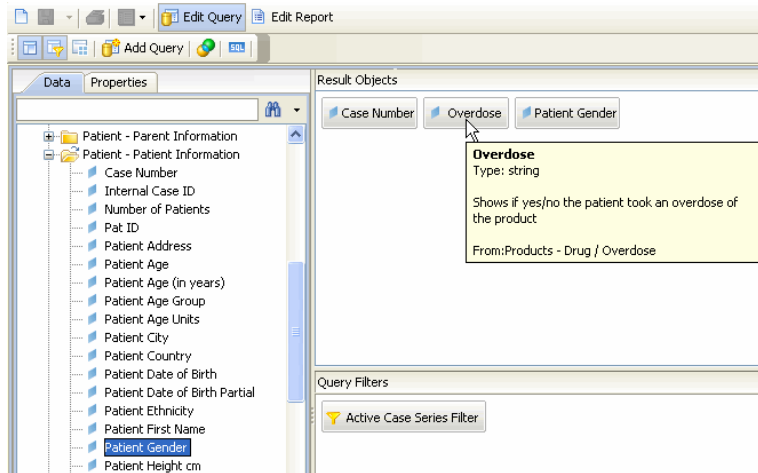 Edit Query Edit Report
Add Query SQL
Data Properties
Result Objects
Case Number Overdose Patient Gender
Overdose
Type: string
Shows if yes/no the patient took an overdose of
the product
From:Products - Drug / Overdose
Patient - Parent Information
Patient - Patient Information
Case Number
Internal Case ID
Number of Patients
Pat ID
Patient Address
Patient Age
Patient Age (in years)
Patient Age Group
Patient Age Units
Patient City
Patient Country
Patient Date of Birth
Patient Date of Birth Partial
Patient Ethnicity
Patient First Name
Patient Gender
Patient Height cm
Query Filters
Active Case Series Filter